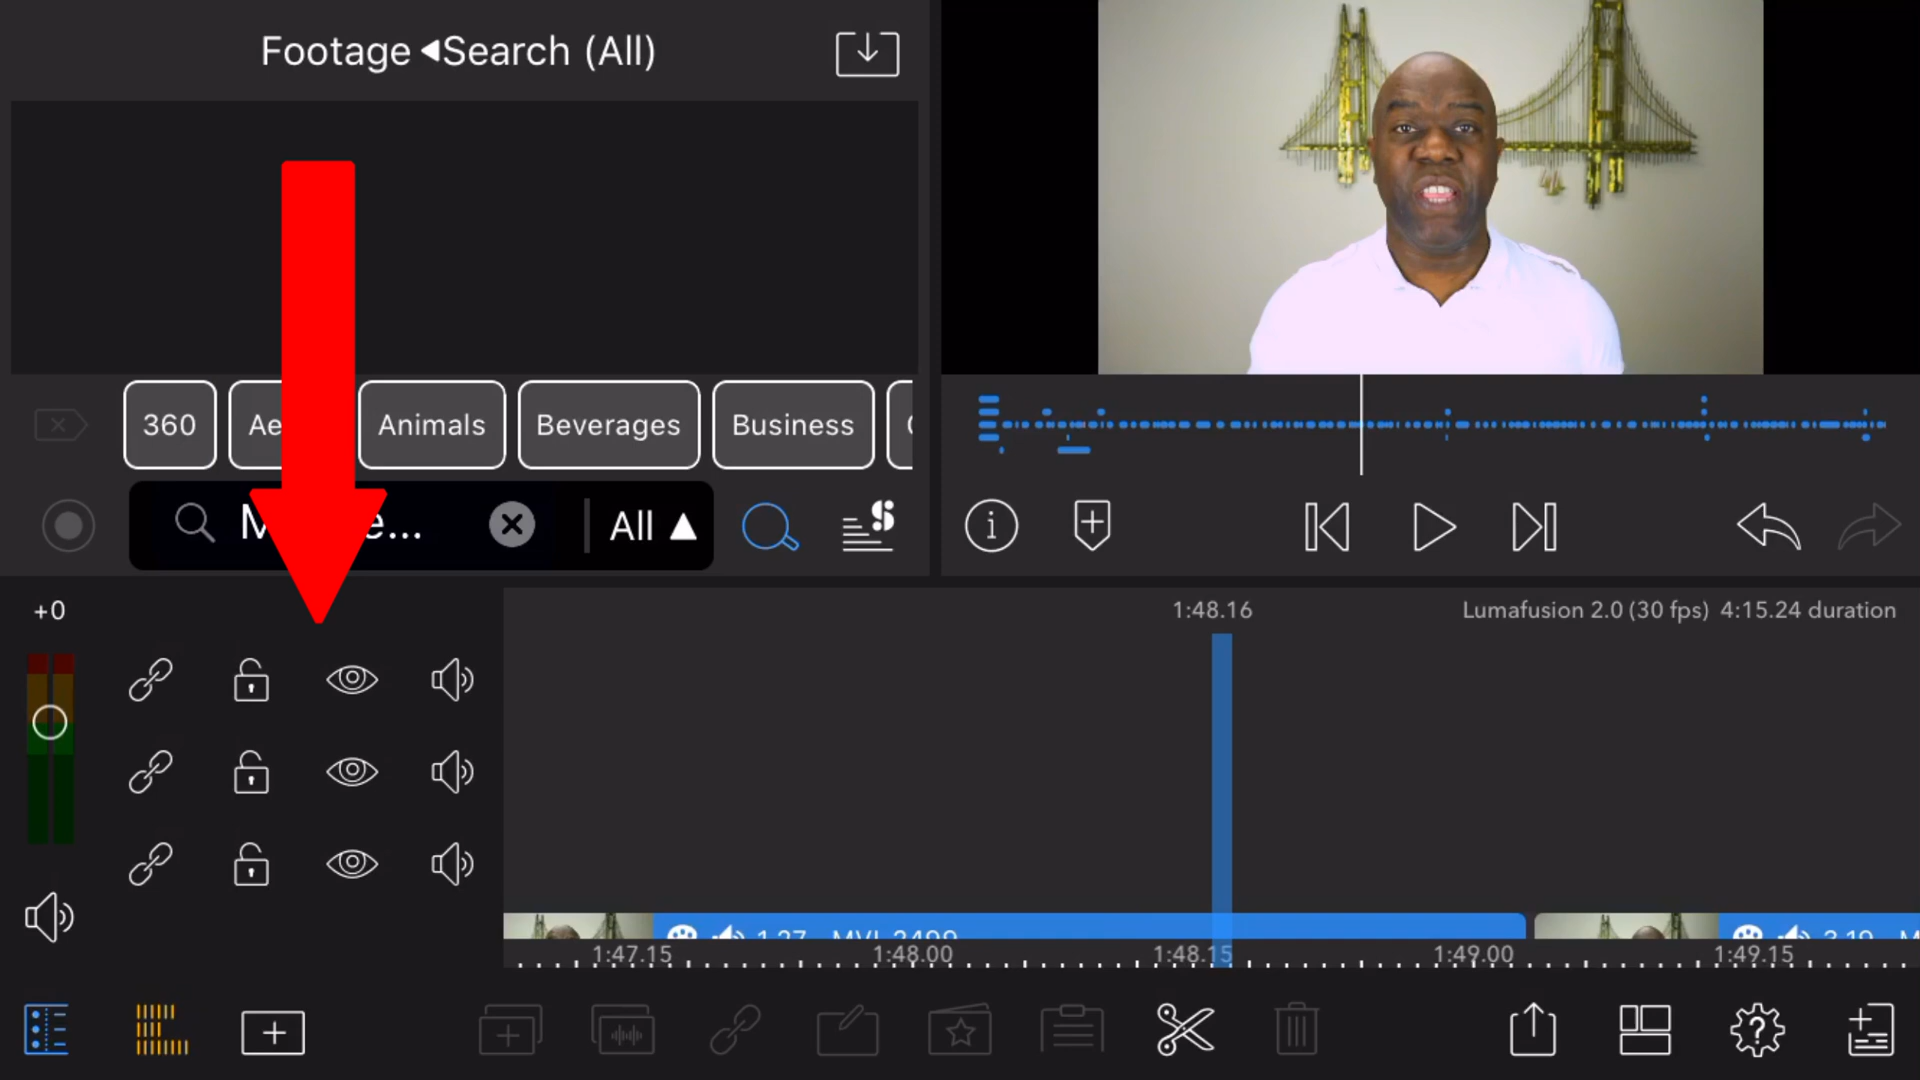 Footage ◀Search (All)
360 Animals Beverages Business
All ▲
+0
1:48.16
Lumafusion 2.0 (30 fps) 4:15.24 duration
1:47.15 1:48.00 1:48.15 1:49.00 1:49.15